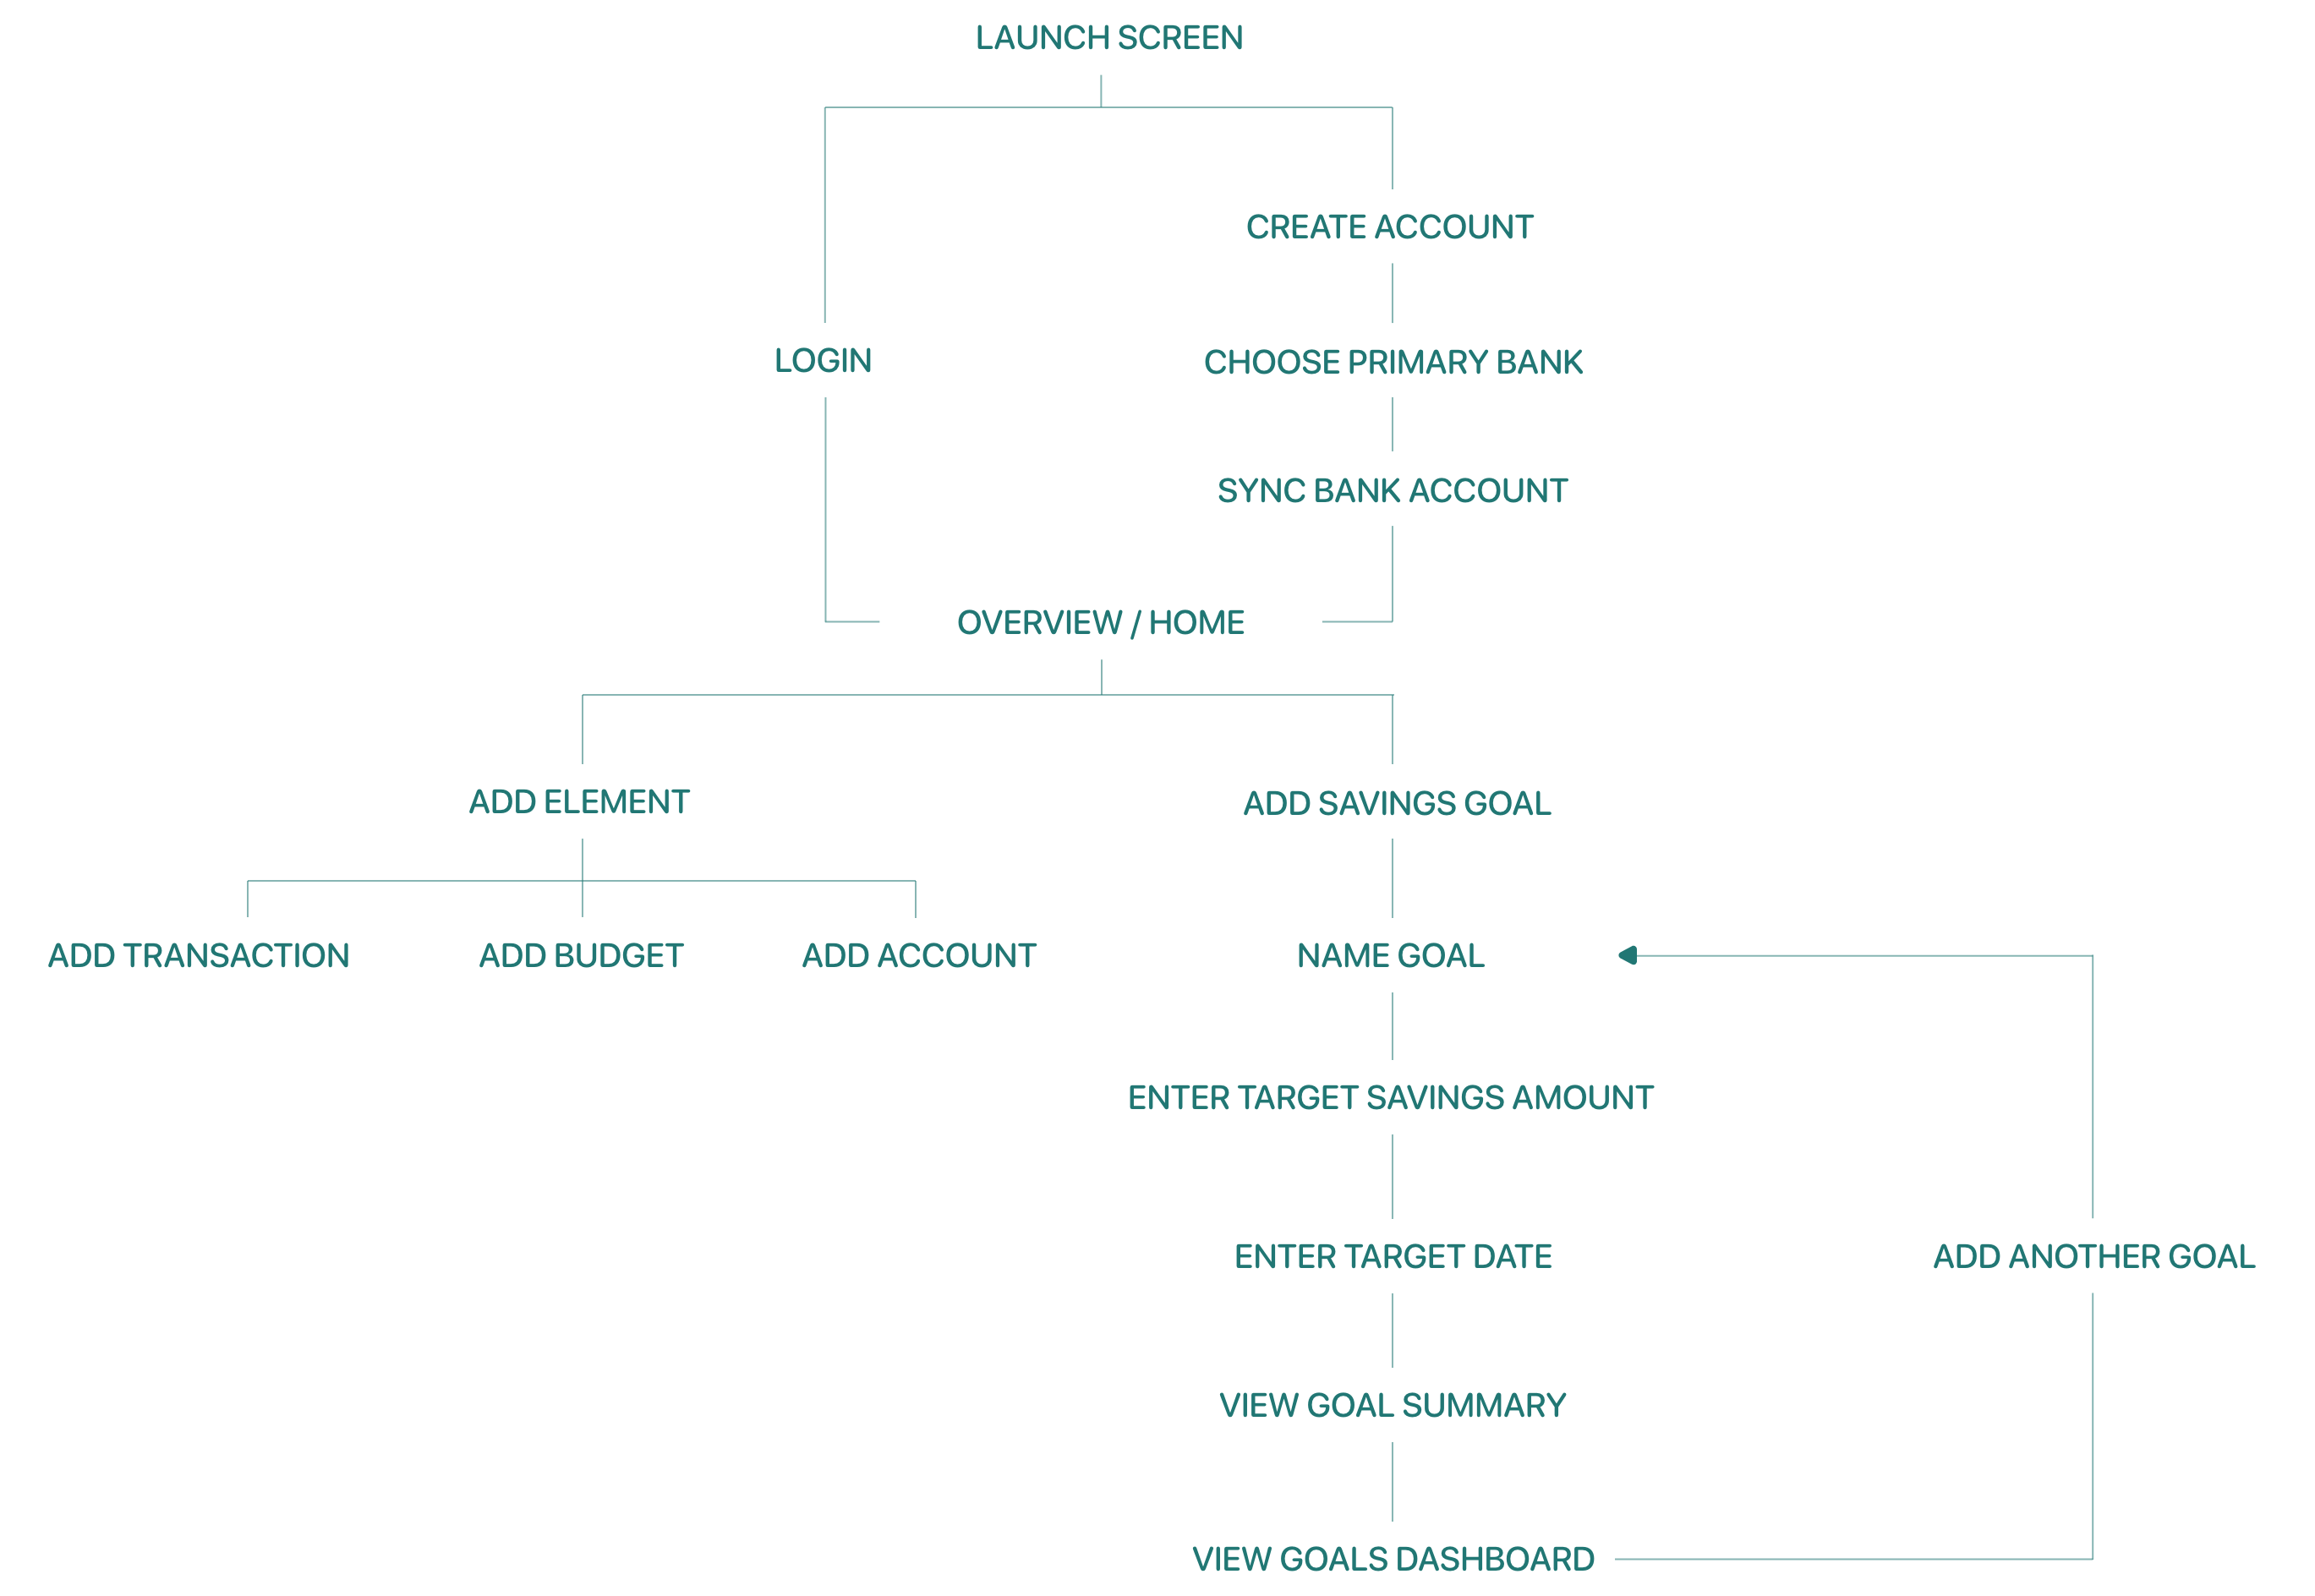 LAUNCH SCREEN
CREATE ACCOUNT
LOGIN
CHOOSE PRIMARY BANK
SYNC BANK ACCOUNT
OVERVIEW / HOME
ADD ELEMENT
ADD SAVINGS GOAL
ADD TRANSACTION
ADD BUDGET
ADD ACCOUNT
NAME GOAL
ENTER TARGET SAVINGS AMOUNT
ENTER TARGET DATE
ADD ANOTHER GOAL
VIEW GOAL SUMMARY
VIEW GOALS DASHBOARD